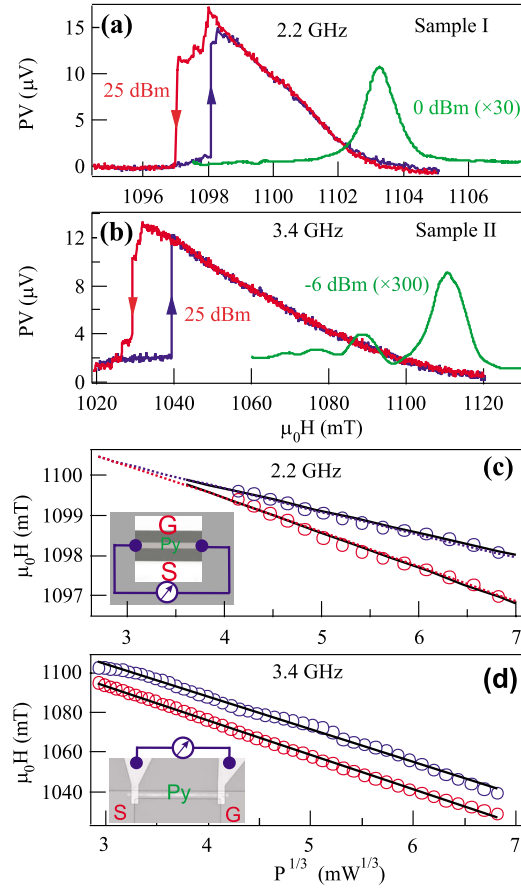 (a) 2.2 GHz Sample I
25 dBm
0 dBm (×30)
PV (μV)
15
10
5
0
1096 1098 1100 1102 1104 1106
(b) 3.4 GHz Sample II
-6 dBm (×300)
25 dBm
PV (μV)
12
8
4
0
1020 1040 1060 1080 1100 1120
μ₀H (mT)
2.2 GHz (c)
μ₀H (mT)
1100
1099
1098
1097
G
Py
S
3 4 5 6 7
3.4 GHz (d)
μ₀H (mT)
1100
1080
1060
1040
Py
S G
3 4 5 6 7
P^{1/3} (mW^{1/3})